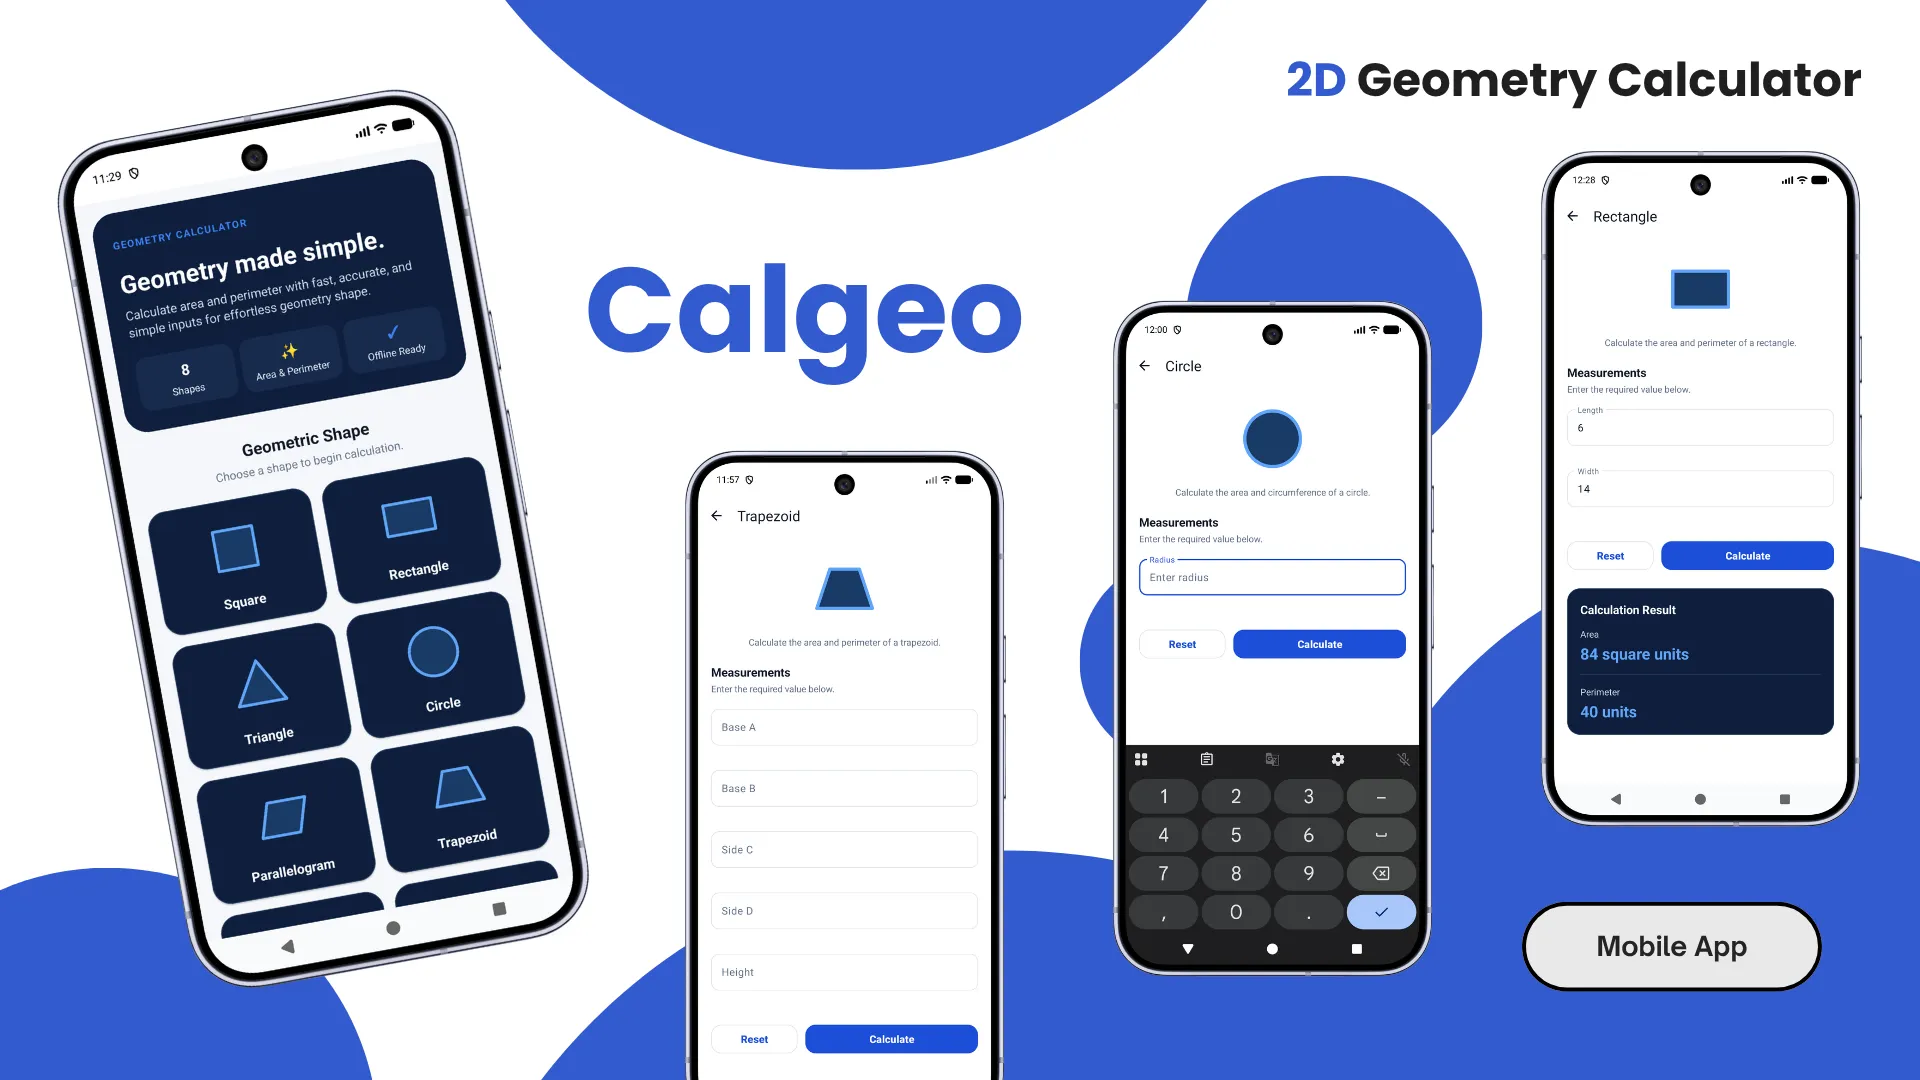 2D Geometry Calculator
Calgeo
11:29
GEOMETRY CALCULATOR
Geometry made simple.
Calculate area and perimeter with fast, accurate, and
simple inputs for effortless geometry shape.
8
Shapes
Area & Perimeter
Offline Ready
Geometric Shape
Choose a shape to begin calculation.
Square
Rectangle
Triangle
Circle
Parallelogram
Trapezoid
11:57
Trapezoid
Calculate the area and perimeter of a trapezoid.
Measurements
Enter the required value below.
Base A
Base B
Side C
Side D
Height
Reset
Calculate
12:00
Circle
Calculate the area and circumference of a circle.
Measurements
Enter the required value below.
Radius
Enter radius
Reset
Calculate
1 2 3 –
4 5 6
7 8 9
, 0 .
12:28
Rectangle
Calculate the area and perimeter of a rectangle.
Measurements
Enter the required value below.
Length
6
Width
14
Reset
Calculate
Calculation Result
Area
84 square units
Perimeter
40 units
Mobile App